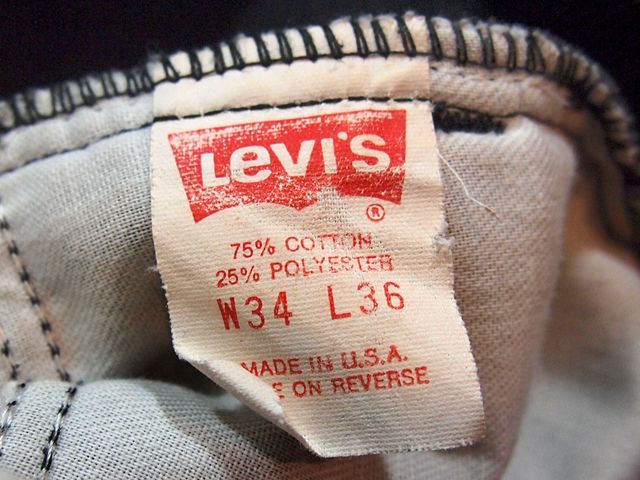 Levi's
®
75% COTTON
25% POLYESTER
W34 L36
MADE IN U.S.A.
ON REVERSE